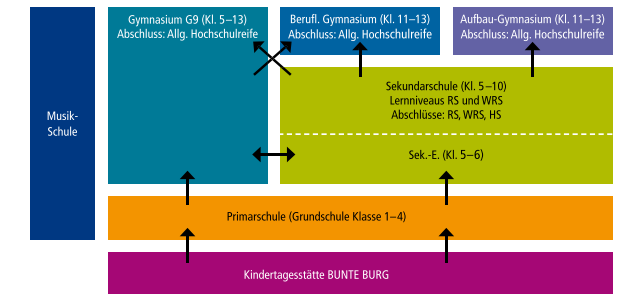 Gymnasium G9 (Kl. 5–13)
Abschluss: Allg. Hochschulreife
Berufl. Gymnasium (Kl. 11–13)
Abschluss: Allg. Hochschulreife
Aufbau-Gymnasium (Kl. 11–13)
Abschluss: Allg. Hochschulreife
Musik-
Schule
Sekundarschule (Kl. 5–10)
Lernniveaus RS und WRS
Abschlüsse: RS, WRS, HS
Sek.-E. (Kl. 5–6)
Primarschule (Grundschule Klasse 1–4)
Kindertagesstätte BUNTE BURG